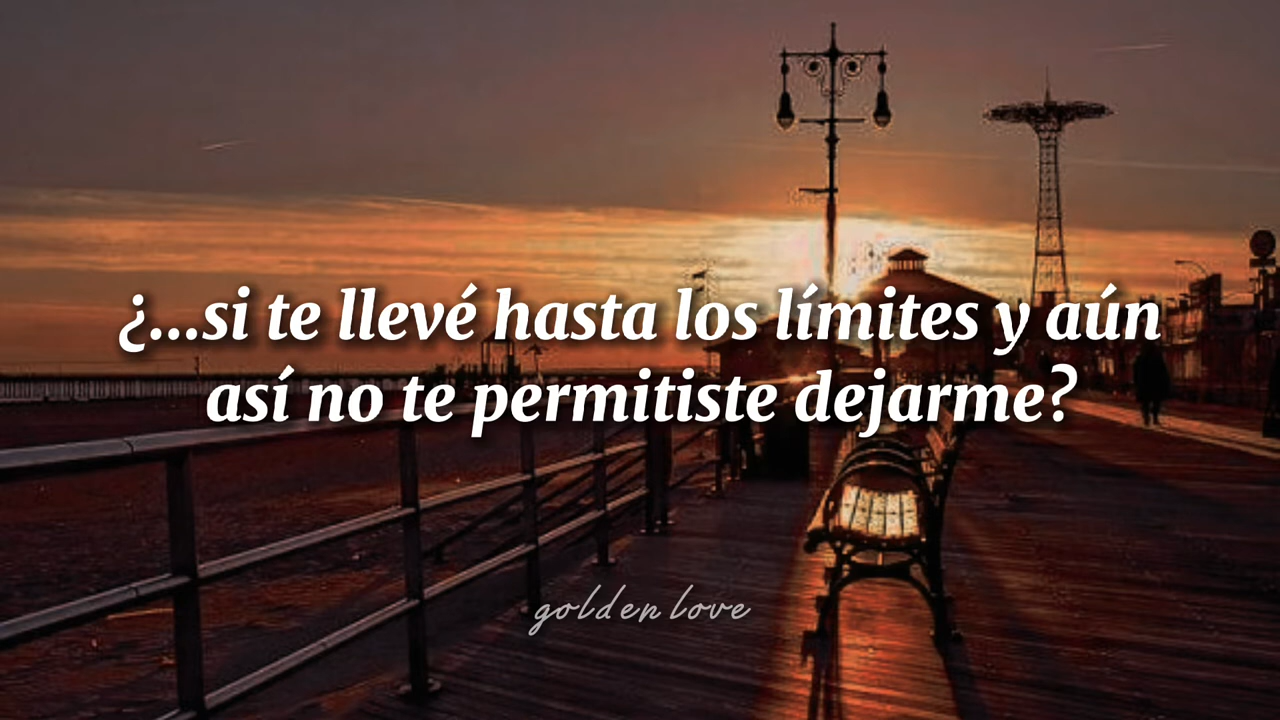 ¿...si te llevé hasta los límites y aún
así no te permitiste dejarme?
golden love